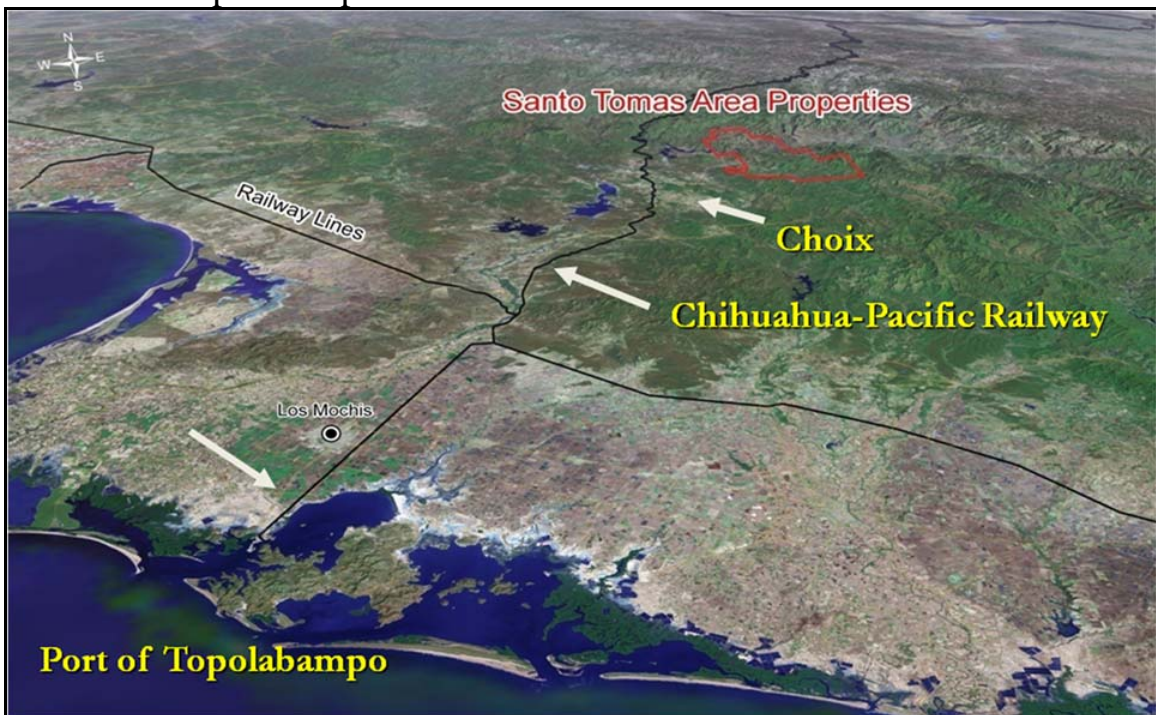 N
W E
S
Santo Tomas Area Properties
Railway Lines
Choix
Chihuahua-Pacific Railway
Los Mochis
Port of Topolabampo